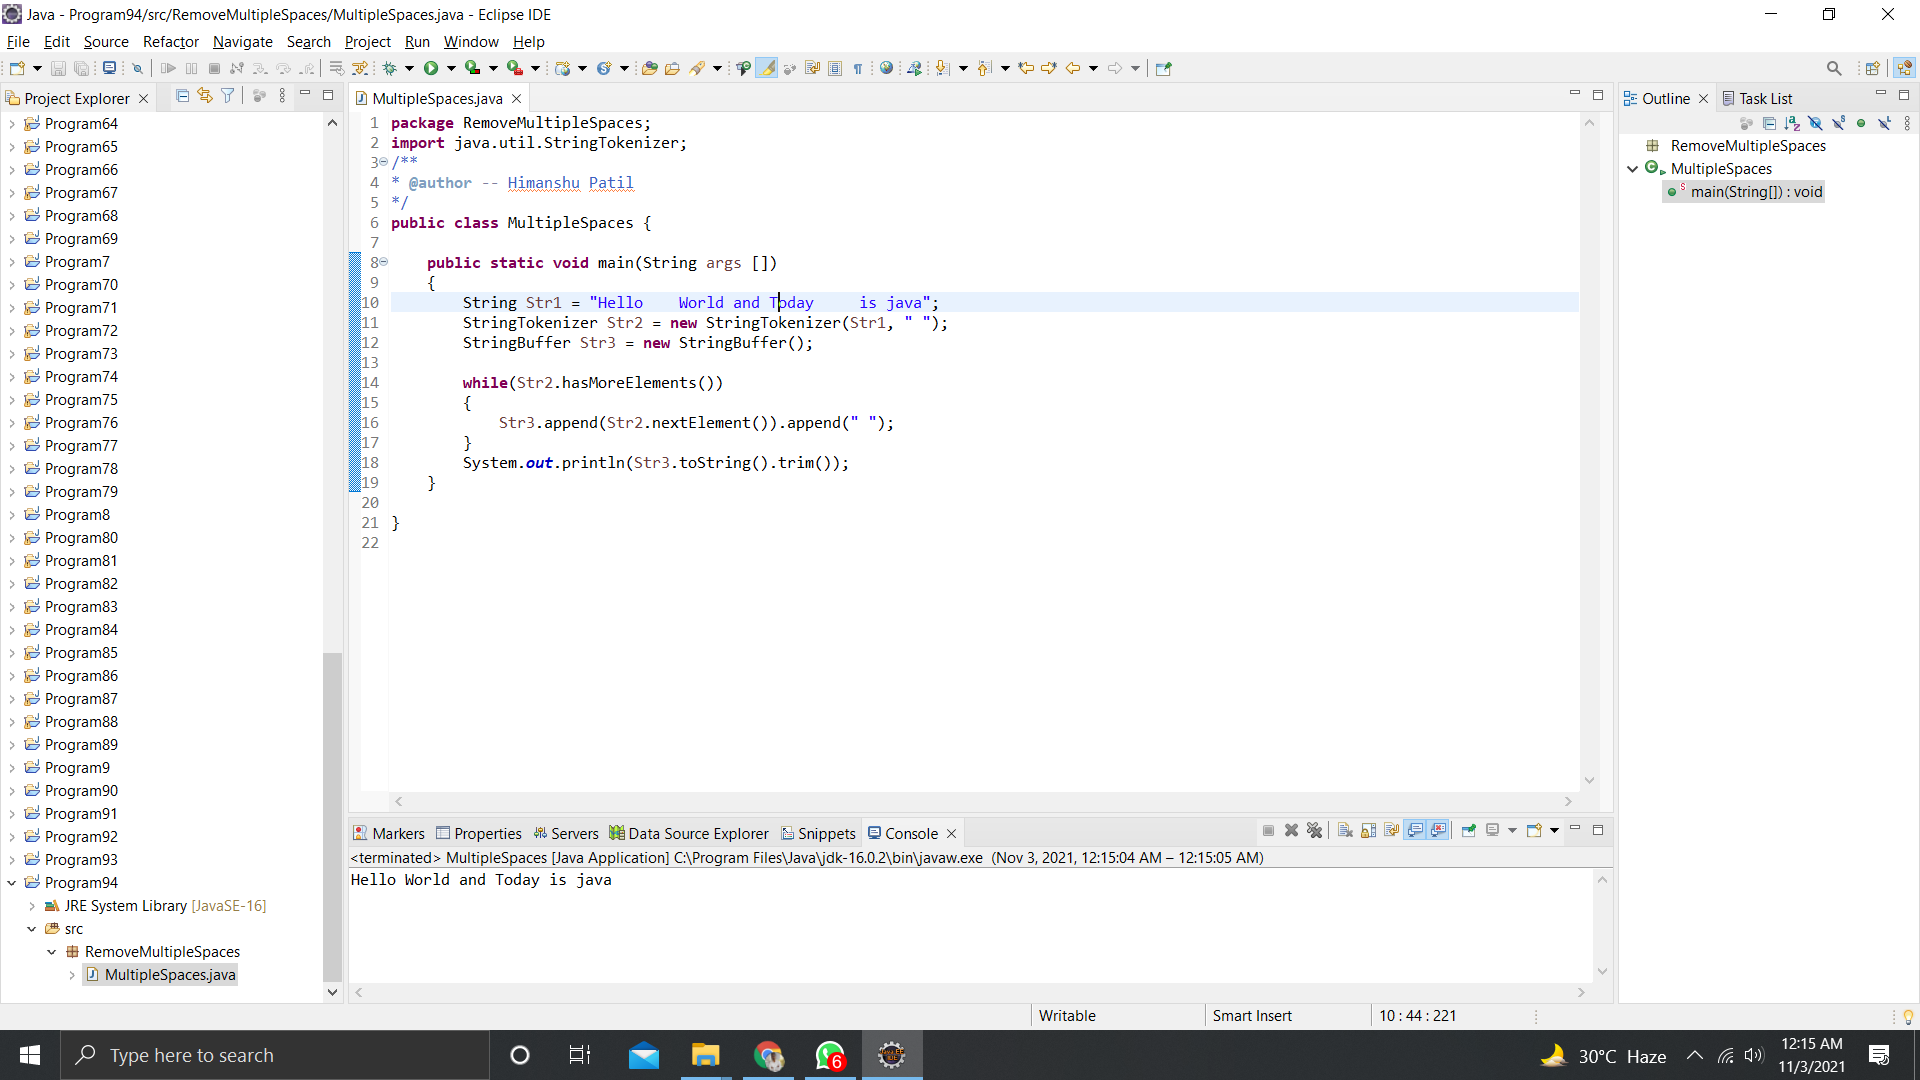 Java - Program94/src/RemoveMultipleSpaces/MultipleSpaces.java - Eclipse IDE
File Edit Source Refactor Navigate Search Project Run Window Help
Project Explorer
Program64
Program65
Program66
Program67
Program68
Program69
Program7
Program70
Program71
Program72
Program73
Program74
Program75
Program76
Program77
Program78
Program79
Program8
Program80
Program81
Program82
Program83
Program84
Program85
Program86
Program87
Program88
Program89
Program9
Program90
Program91
Program92
Program93
Program94
JRE System Library [JavaSE-16]
src
RemoveMultipleSpaces
MultipleSpaces.java
MultipleSpaces.java
1 package RemoveMultipleSpaces;
2 import java.util.StringTokenizer;
3 /**
4 * @author -- Himanshu Patil
5 */
6 public class MultipleSpaces {
7
8     public static void main(String args [])
9     {
10         String Str1 = "Hello    World and Today     is java";
11         StringTokenizer Str2 = new StringTokenizer(Str1, " ");
12         StringBuffer Str3 = new StringBuffer();
13
14         while(Str2.hasMoreElements())
15         {
16             Str3.append(Str2.nextElement()).append(" ");
17         }
18         System.out.println(Str3.toString().trim());
19     }
20
21 }
22
Outline Task List
RemoveMultipleSpaces
MultipleSpaces
main(String[]) : void
Markers Properties Servers Data Source Explorer Snippets Console
<terminated> MultipleSpaces [Java Application] C:\Program Files\Java\jdk-16.0.2\bin\javaw.exe (Nov 3, 2021, 12:15:04 AM – 12:15:05 AM)
Hello World and Today is java
Writable Smart Insert 10 : 44 : 221
Type here to search
6
30°C Haze
12:15 AM
11/3/2021